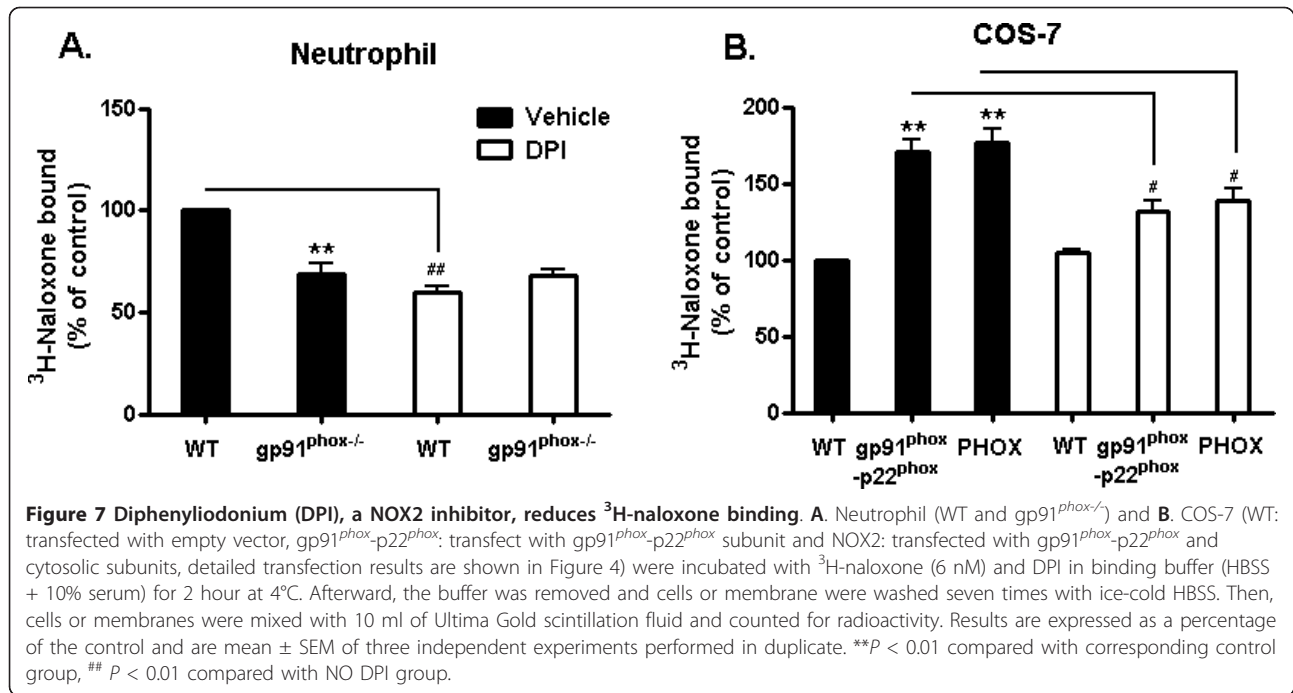 A.
Neutrophil
150
100
50
0
³H-Naloxone bound
(% of control)
Vehicle
DPI
**
##
WT
gp91phox-/-
WT
gp91phox-/-
B.
COS-7
200
150
100
50
0
³H-Naloxone bound
(% of control)
**
**
#
#
WT
gp91phox
-p22phox
PHOX
WT
gp91phox
-p22phox
PHOX
Figure 7 Diphenyliodonium (DPI), a NOX2 inhibitor, reduces ³H-naloxone binding. A. Neutrophil (WT and gp91phox-/-) and B. COS-7 (WT:
transfected with empty vector, gp91phox-p22phox: transfect with gp91phox-p22phox subunit and NOX2: transfected with gp91phox-p22phox and
cytosolic subunits, detailed transfection results are shown in Figure 4) were incubated with ³H-naloxone (6 nM) and DPI in binding buffer (HBSS
+ 10% serum) for 2 hour at 4°C. Afterward, the buffer was removed and cells or membrane were washed seven times with ice-cold HBSS. Then,
cells or membranes were mixed with 10 ml of Ultima Gold scintillation fluid and counted for radioactivity. Results are expressed as a percentage
of the control and are mean ± SEM of three independent experiments performed in duplicate. **P < 0.01 compared with corresponding control
group, ## P < 0.01 compared with NO DPI group.